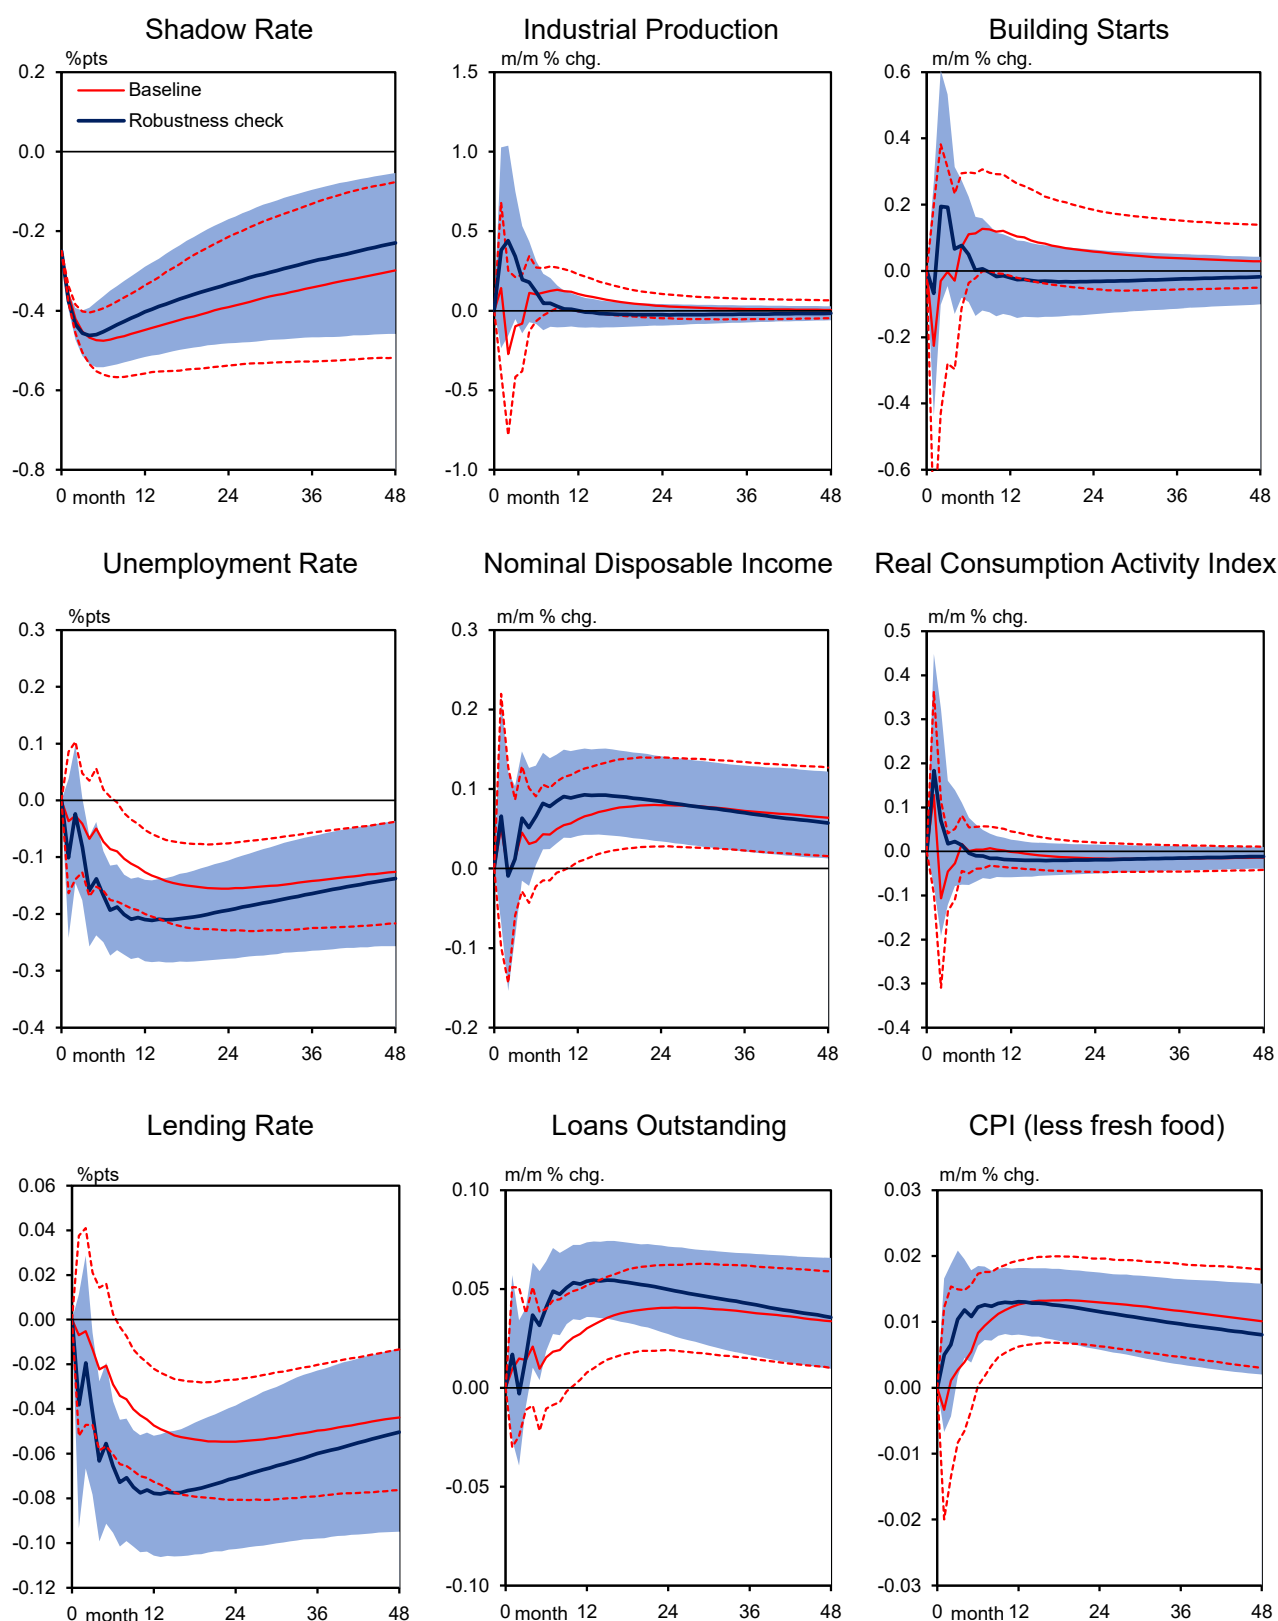 Shadow Rate
%pts
0.2
0.0
-0.2
-0.4
-0.6
-0.8
Baseline
Robustness check
0 month 12 24 36 48
Industrial Production
m/m % chg.
1.5
1.0
0.5
0.0
-0.5
-1.0
0 month 12 24 36 48
Building Starts
m/m % chg.
0.6
0.4
0.2
0.0
-0.2
-0.4
-0.6
0 month 12 24 36 48
Unemployment Rate
%pts
0.3
0.2
0.1
0.0
-0.1
-0.2
-0.3
-0.4
0 month 12 24 36 48
Nominal Disposable Income
m/m % chg.
0.3
0.2
0.1
0.0
-0.1
-0.2
0 month 12 24 36 48
Real Consumption Activity Index
m/m % chg.
0.5
0.4
0.3
0.2
0.1
0.0
-0.1
-0.2
-0.3
-0.4
0 month 12 24 36 48
Lending Rate
%pts
0.06
0.04
0.02
0.00
-0.02
-0.04
-0.06
-0.08
-0.10
-0.12
0 month 12 24 36 48
Loans Outstanding
m/m % chg.
0.10
0.05
0.00
-0.05
-0.10
0 month 12 24 36 48
CPI (less fresh food)
m/m % chg.
0.03
0.02
0.01
0.00
-0.01
-0.02
-0.03
0 month 12 24 36 48